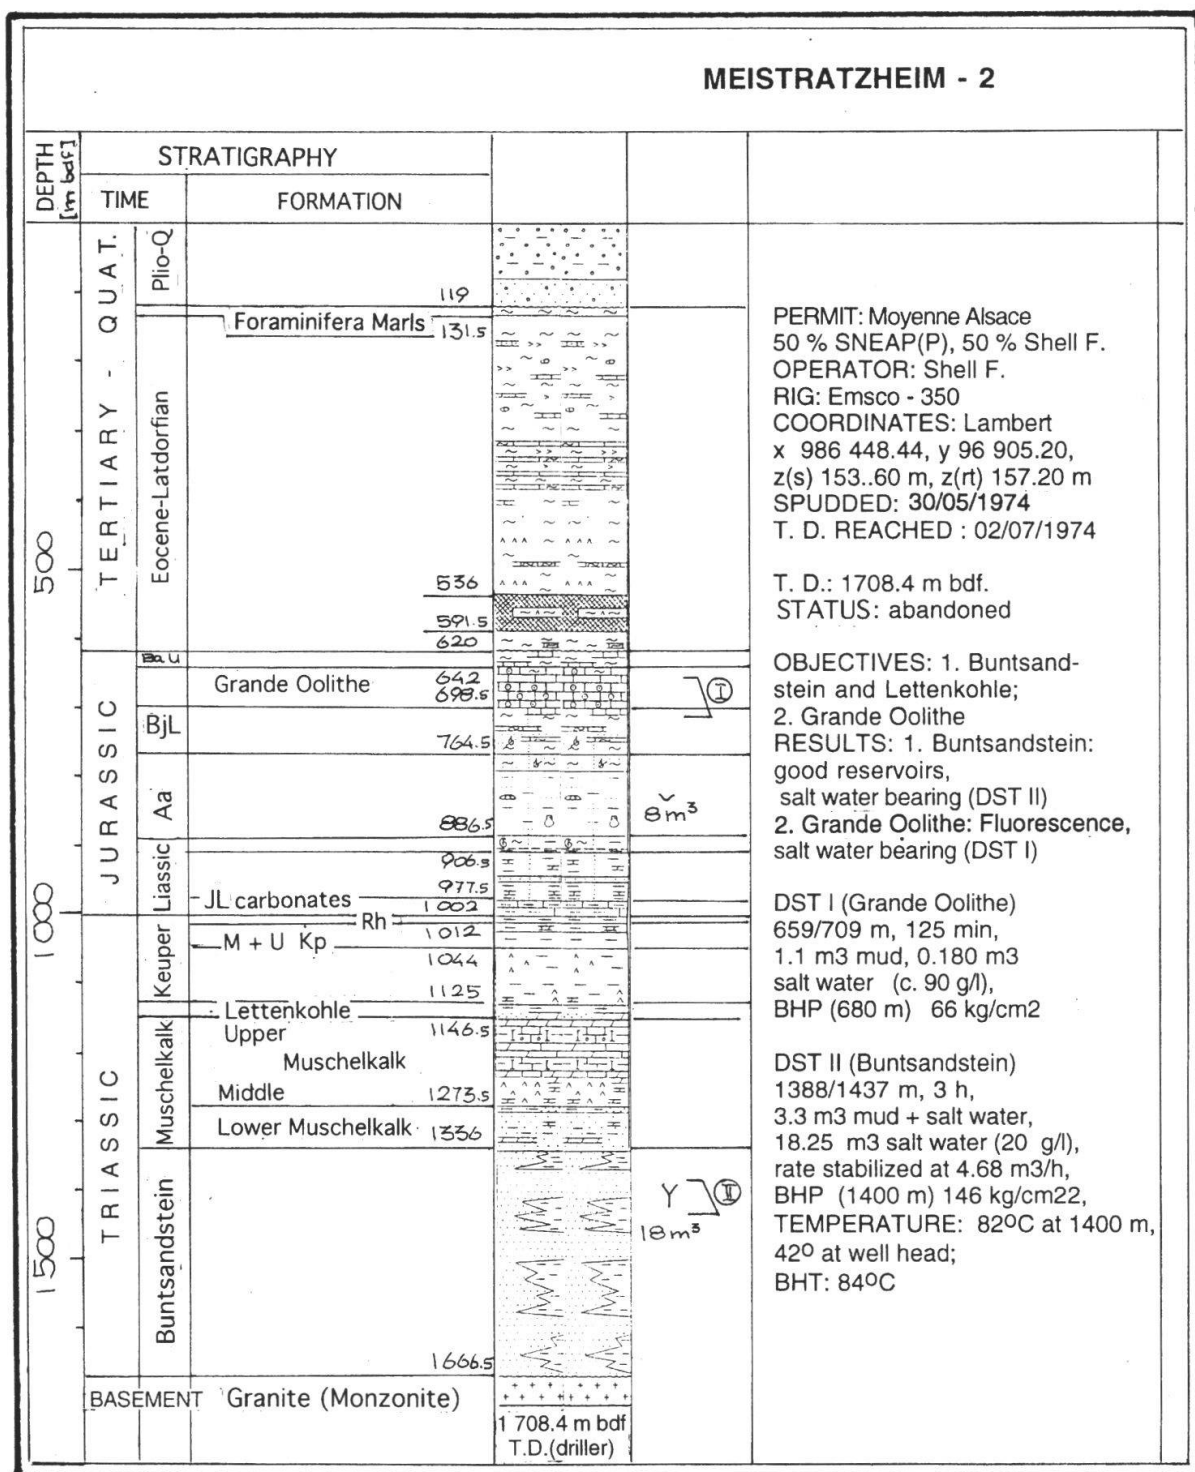 MEISTRATZHEIM - 2
DEPTH
[m bdf]
STRATIGRAPHY
TIME
FORMATION
TERTIARY - QUAT.
Plio-Q
119
Foraminifera Marls
131.5
Eocene-Latdorfian
500
536
591.5
620
JURASSIC
Ba U
642
Grande Oolithe
698.5
I
BjL
764.5
Aa
886.5
8m³
Liassic
906.5
977.5
JL carbonates
1002
1000
Rh
1012
Keuper
M + U Kp
1044
1125
Lettenkohle
TRIASSIC
Muschelkalk
Upper
1146.5
Muschelkalk
Middle
1273.5
Lower Muschelkalk
1336
Buntsandstein
Y
II
18m³
1500
1666.5
BASEMENT
Granite (Monzonite)
1 708.4 m bdf
T.D.(driller)
PERMIT: Moyenne Alsace
50 % SNEAP(P), 50 % Shell F.
OPERATOR: Shell F.
RIG: Emsco - 350
COORDINATES: Lambert
x 986 448.44, y 96 905.20,
z(s) 153..60 m, z(rt) 157.20 m
SPUDDED: 30/05/1974
T. D. REACHED : 02/07/1974
T. D.: 1708.4 m bdf.
STATUS: abandoned
OBJECTIVES: 1. Buntsand-
stein and Lettenkohle;
2. Grande Oolithe
RESULTS: 1. Buntsandstein:
good reservoirs,
salt water bearing (DST II)
2. Grande Oolithe: Fluorescence,
salt water bearing (DST I)
DST I (Grande Oolithe)
659/709 m, 125 min,
1.1 m3 mud, 0.180 m3
salt water (c. 90 g/l),
BHP (680 m) 66 kg/cm2
DST II (Buntsandstein)
1388/1437 m, 3 h,
3.3 m3 mud + salt water,
18.25 m3 salt water (20 g/l),
rate stabilized at 4.68 m3/h,
BHP (1400 m) 146 kg/cm22,
TEMPERATURE: 82ºC at 1400 m,
42º at well head;
BHT: 84ºC